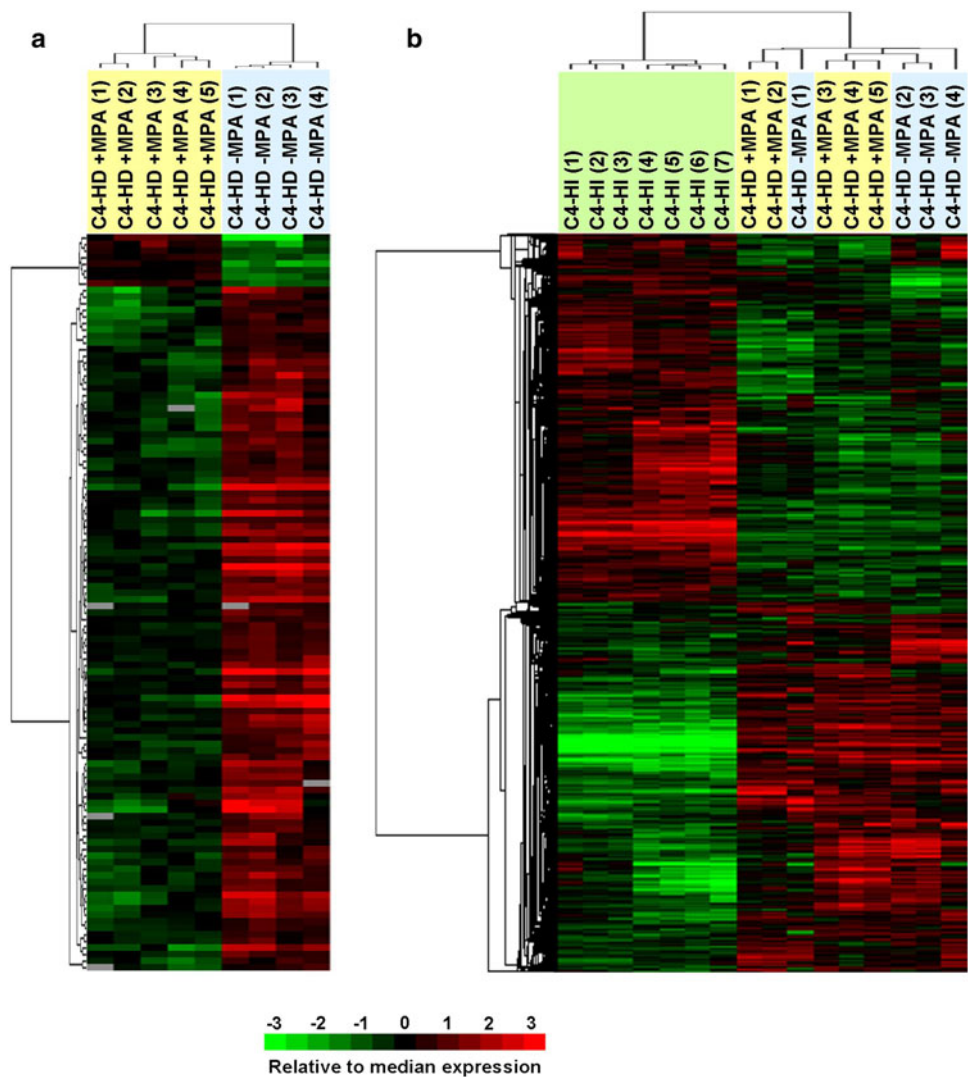 a
C4-HD +MPA (1)
C4-HD +MPA (2)
C4-HD +MPA (3)
C4-HD +MPA (4)
C4-HD +MPA (5)
C4-HD -MPA (1)
C4-HD -MPA (2)
C4-HD -MPA (3)
C4-HD -MPA (4)
b
C4-HI (1)
C4-HI (2)
C4-HI (3)
C4-HI (4)
C4-HI (5)
C4-HI (6)
C4-HI (7)
C4-HD +MPA (1)
C4-HD +MPA (2)
C4-HD -MPA (1)
C4-HD +MPA (3)
C4-HD +MPA (4)
C4-HD +MPA (5)
C4-HD -MPA (2)
C4-HD -MPA (3)
C4-HD -MPA (4)
-3 -2 -1 0 1 2 3
Relative to median expression